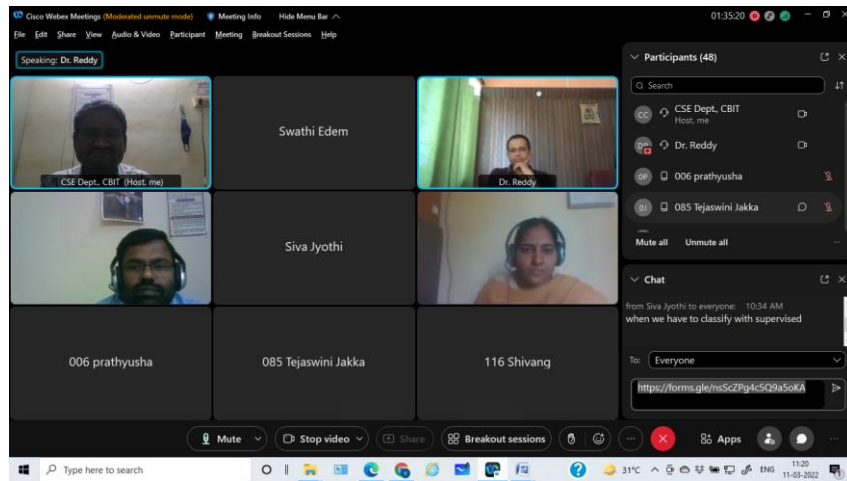 Cisco Webex Meetings (Moderated unmute mode) Meeting Info Hide Menu Bar 01:35:20
File Edit Share View Audio & Video Participant Meeting Breakout Sessions Help
Speaking: Dr. Reddy
CSE Dept., CBIT (Host, me)
Swathi Edem
Dr. Reddy
Siva Jyothi
006 prathyusha
085 Tejaswini Jakka
116 Shivang
Participants (48)
Search
CC CSE Dept., CBIT
Host, me
Dr. Reddy
0P 006 prathyusha
0J 085 Tejaswini Jakka
Mute all Unmute all
Chat
from Siva Jyothi to everyone: 10:34 AM
when we have to classify with supervised
To: Everyone
https://forms.gle/nsScZPg4c5Q9a5oKA
Mute Stop video Share Breakout sessions Apps
Type here to search 31°C ENG 11:20
11-03-2022